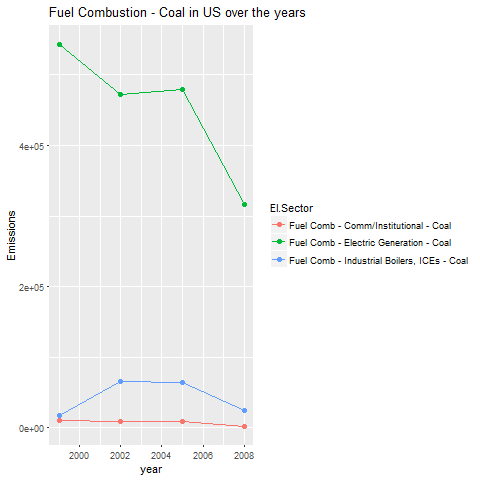 Fuel Combustion - Coal in US over the years
4e+05
2e+05
0e+00
Emissions
2000 2002 2004 2006 2008
year
EI.Sector
Fuel Comb - Comm/Institutional - Coal
Fuel Comb - Electric Generation - Coal
Fuel Comb - Industrial Boilers, ICEs - Coal